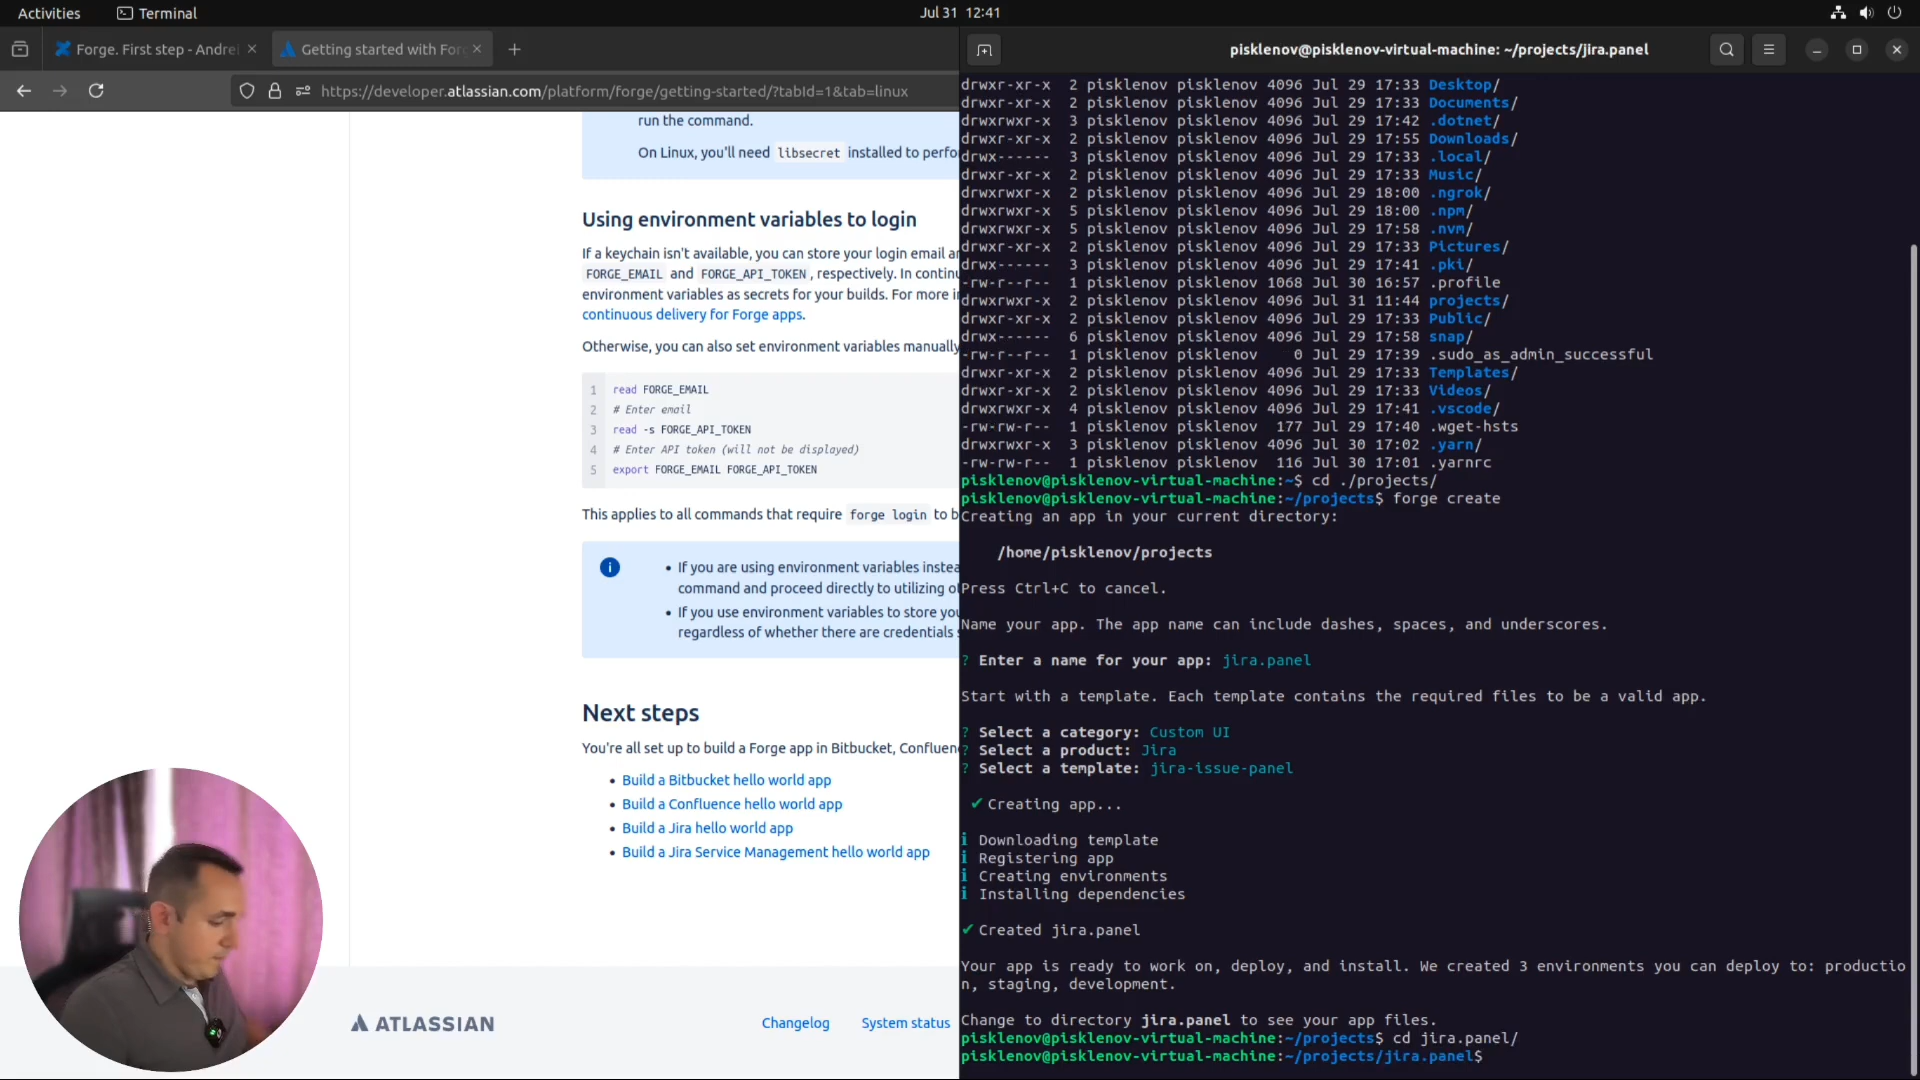 Activities
Terminal
Jul 31 12:41
Forge. First step - Andrei
Getting started with For
https://developer.atlassian.com/platform/forge/getting-started/?tabId=1&tab=linux
run the command.
On Linux, you'll need libsecret installed to perfo
Using environment variables to login
If a keychain isn't available, you can store your login email a
FORGE_EMAIL and FORGE_API_TOKEN, respectively. In continu
environment variables as secrets for your builds. For more i
continuous delivery for Forge apps.
Otherwise, you can also set environment variables manually
1 read FORGE_EMAIL
2 # Enter email
3 read -s FORGE_API_TOKEN
4 # Enter API token (will not be displayed)
5 export FORGE_EMAIL FORGE_API_TOKEN
This applies to all commands that require forge login to b
If you are using environment variables instea
command and proceed directly to utilizing o
If you use environment variables to store you
regardless of whether there are credentials s
Next steps
You're all set up to build a Forge app in Bitbucket, Confluen
Build a Bitbucket hello world app
Build a Confluence hello world app
Build a Jira hello world app
Build a Jira Service Management hello world app
ATLASSIAN
Changelog
System status
pisklenov@pisklenov-virtual-machine: ~/projects/jira.panel
drwxr-xr-x 2 pisklenov pisklenov 4096 Jul 29 17:33 Desktop/
drwxr-xr-x 2 pisklenov pisklenov 4096 Jul 29 17:33 Documents/
drwxrwxr-x 3 pisklenov pisklenov 4096 Jul 29 17:42 .dotnet/
drwxr-xr-x 2 pisklenov pisklenov 4096 Jul 29 17:55 Downloads/
drwx------ 3 pisklenov pisklenov 4096 Jul 29 17:33 .local/
drwxr-xr-x 2 pisklenov pisklenov 4096 Jul 29 17:33 Music/
drwxrwxr-x 2 pisklenov pisklenov 4096 Jul 29 18:00 .ngrok/
drwxrwxr-x 5 pisklenov pisklenov 4096 Jul 29 18:00 .npm/
drwxrwxr-x 5 pisklenov pisklenov 4096 Jul 29 17:58 .nvm/
drwxr-xr-x 2 pisklenov pisklenov 4096 Jul 29 17:33 Pictures/
drwx------ 3 pisklenov pisklenov 4096 Jul 29 17:41 .pki/
-rw-r--r-- 1 pisklenov pisklenov 1068 Jul 30 16:57 .profile
drwxrwxr-x 2 pisklenov pisklenov 4096 Jul 31 11:44 projects/
drwxr-xr-x 2 pisklenov pisklenov 4096 Jul 29 17:33 Public/
drwx------ 6 pisklenov pisklenov 4096 Jul 29 17:58 snap/
-rw-r--r-- 1 pisklenov pisklenov 0 Jul 29 17:39 .sudo_as_admin_successful
drwxr-xr-x 2 pisklenov pisklenov 4096 Jul 29 17:33 Templates/
drwxr-xr-x 2 pisklenov pisklenov 4096 Jul 29 17:33 Videos/
drwxrwxr-x 4 pisklenov pisklenov 4096 Jul 29 17:41 .vscode/
-rw-rw-r-- 1 pisklenov pisklenov 177 Jul 29 17:40 .wget-hsts
drwxrwxr-x 3 pisklenov pisklenov 4096 Jul 30 17:02 .yarn/
-rw-rw-r-- 1 pisklenov pisklenov 116 Jul 30 17:01 .yarnrc
pisklenov@pisklenov-virtual-machine:~$ cd ./projects/
pisklenov@pisklenov-virtual-machine:~/projects$ forge create
Creating an app in your current directory:
/home/pisklenov/projects
Press Ctrl+C to cancel.
Name your app. The app name can include dashes, spaces, and underscores.
? Enter a name for your app: jira.panel
Start with a template. Each template contains the required files to be a valid app.
? Select a category: Custom UI
? Select a product: Jira
? Select a template: jira-issue-panel
✔ Creating app...
ℹ Downloading template
ℹ Registering app
ℹ Creating environments
ℹ Installing dependencies
✔ Created jira.panel
Your app is ready to work on, deploy, and install. We created 3 environments you can deploy to: productio
n, staging, development.
Change to directory jira.panel to see your app files.
pisklenov@pisklenov-virtual-machine:~/projects$ cd jira.panel/
pisklenov@pisklenov-virtual-machine:~/projects/jira.panel$